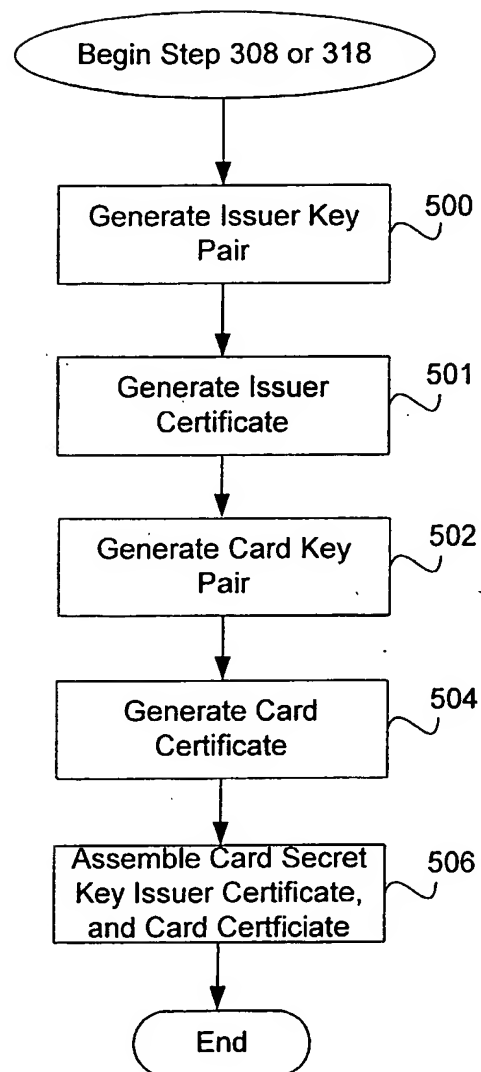 Begin Step 308 or 318
Generate Issuer Key
Pair
500
Generate Issuer
Certificate
501
Generate Card Key
Pair
502
Generate Card
Certificate
504
Assemble Card Secret
Key Issuer Certificate,
and Card Certficiate
506
End